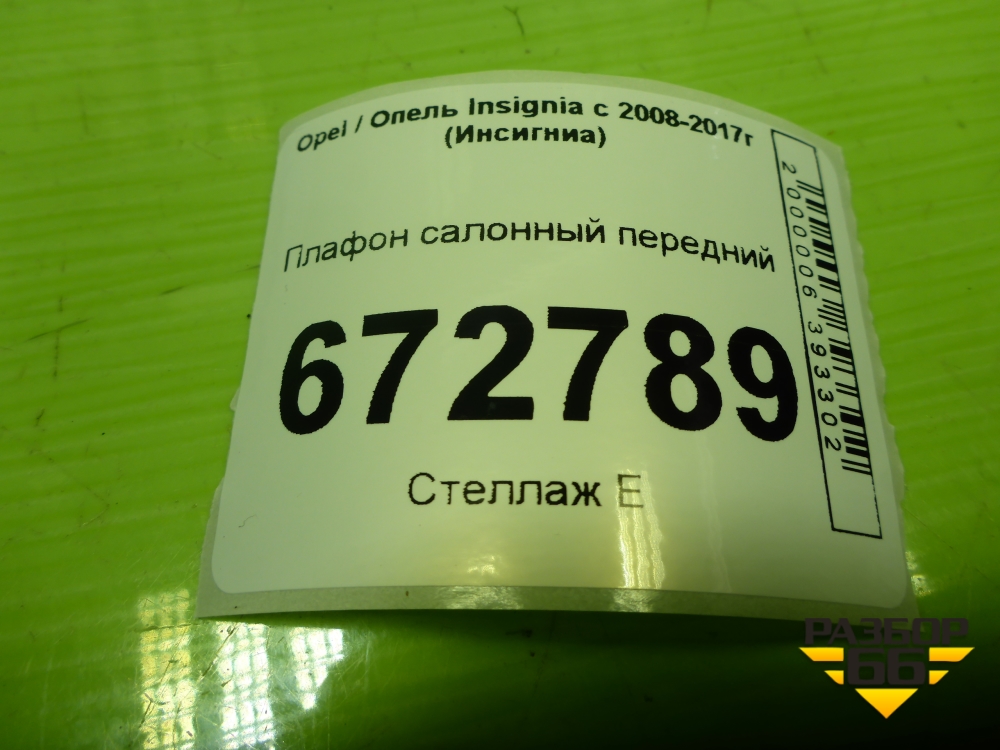 Opel / Опель Insignia с 2008-2017г
(Инсигниа)
Плафон салонный передний
672789
Стеллаж Е
2000006393302
РАЗБОР
66